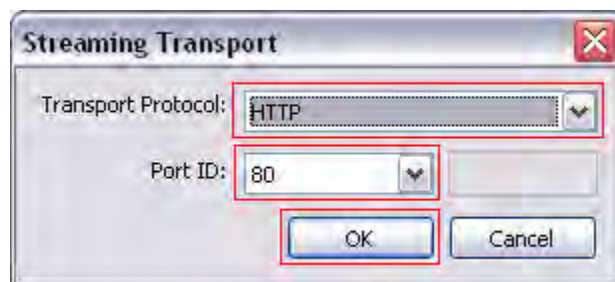 Streaming Transport
Transport Protocol: HTTP
Port ID: 80
OK Cancel